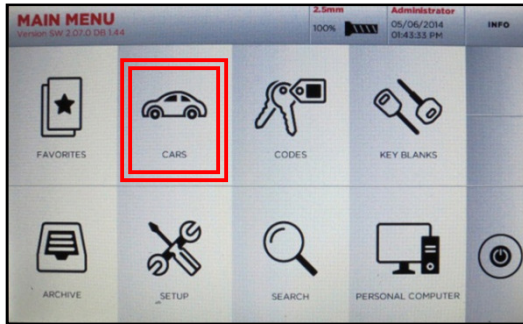 MAIN MENU
Version SW 2.07.0 DB 1.44
2.5mm
100%
Administrator
05/06/2014
01:43:33 PM
INFO
FAVORITES
CARS
CODES
KEY BLANKS
ARCHIVE
SETUP
SEARCH
PERSONAL COMPUTER